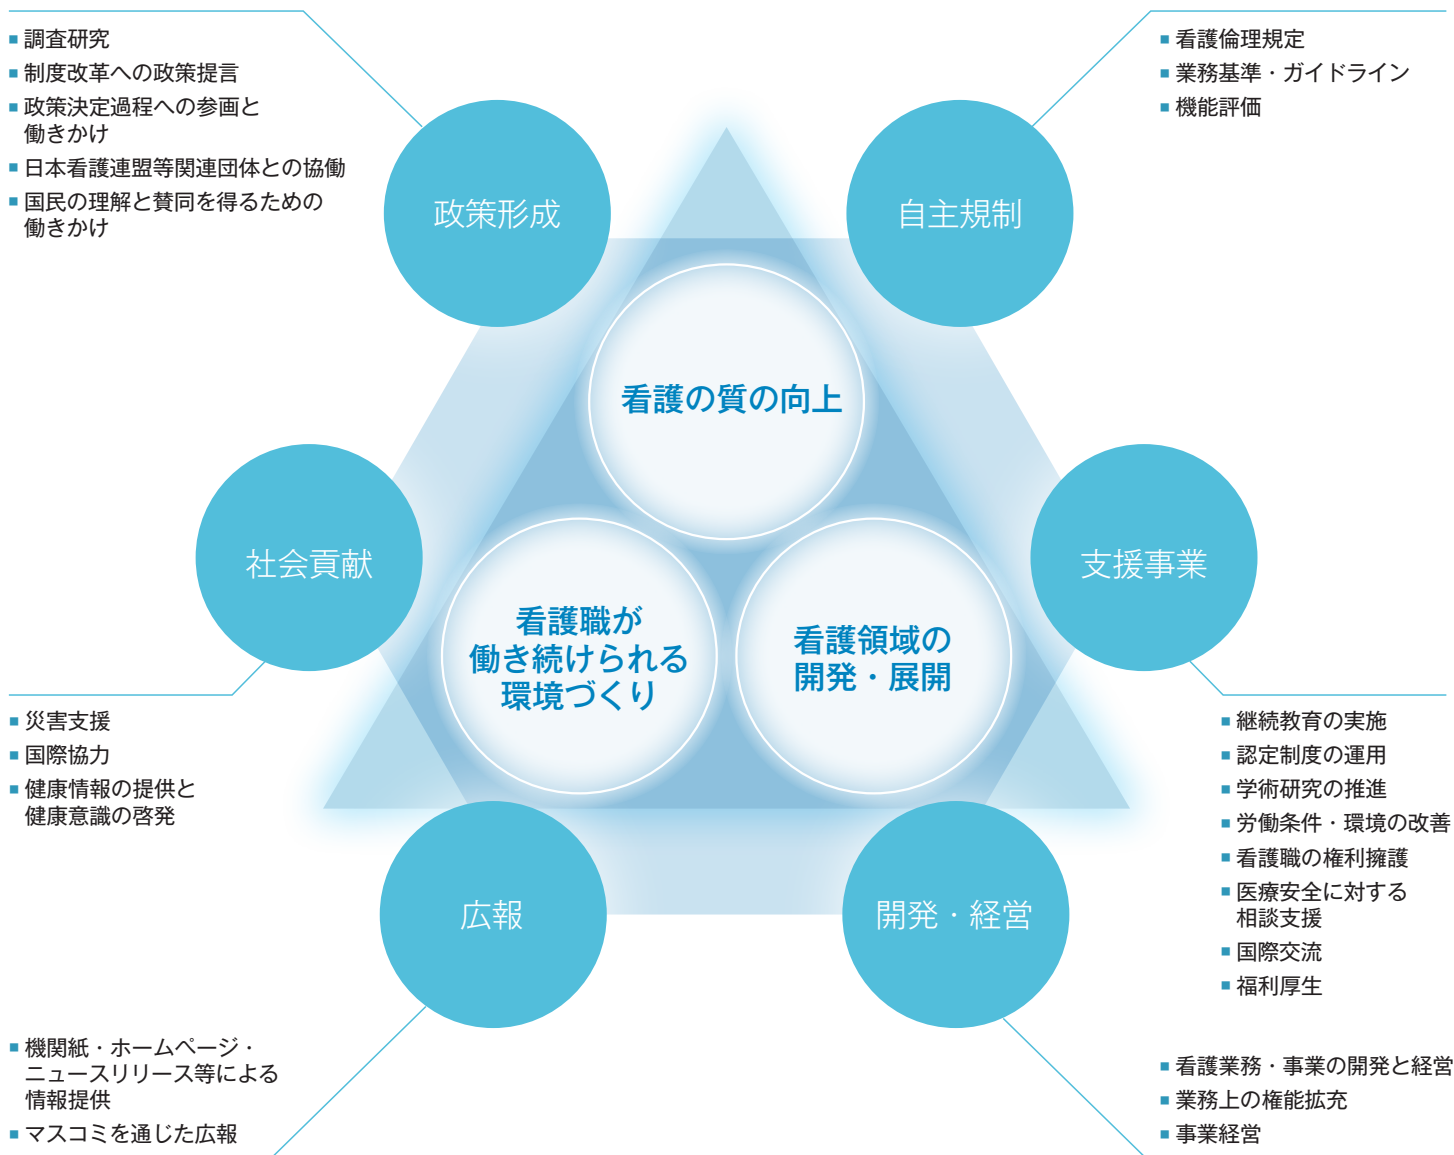 調査研究
制度改革への政策提言
政策決定過程への参画と
働きかけ
日本看護連盟等関連団体との協働
国民の理解と賛同を得るための
働きかけ
看護倫理規定
業務基準・ガイドライン
機能評価
政策形成
自主規制
看護の質の向上
社会貢献
支援事業
看護職が
働き続けられる
環境づくり
看護領域の
開発・展開
災害支援
国際協力
健康情報の提供と
健康意識の啓発
継続教育の実施
認定制度の運用
学術研究の推進
労働条件・環境の改善
看護職の権利擁護
医療安全に対する
相談支援
国際交流
福利厚生
広報
開発・経営
機関紙・ホームページ・
ニュースリリース等による
情報提供
マスコミを通じた広報
看護業務・事業の開発と経営
業務上の権能拡充
事業経営